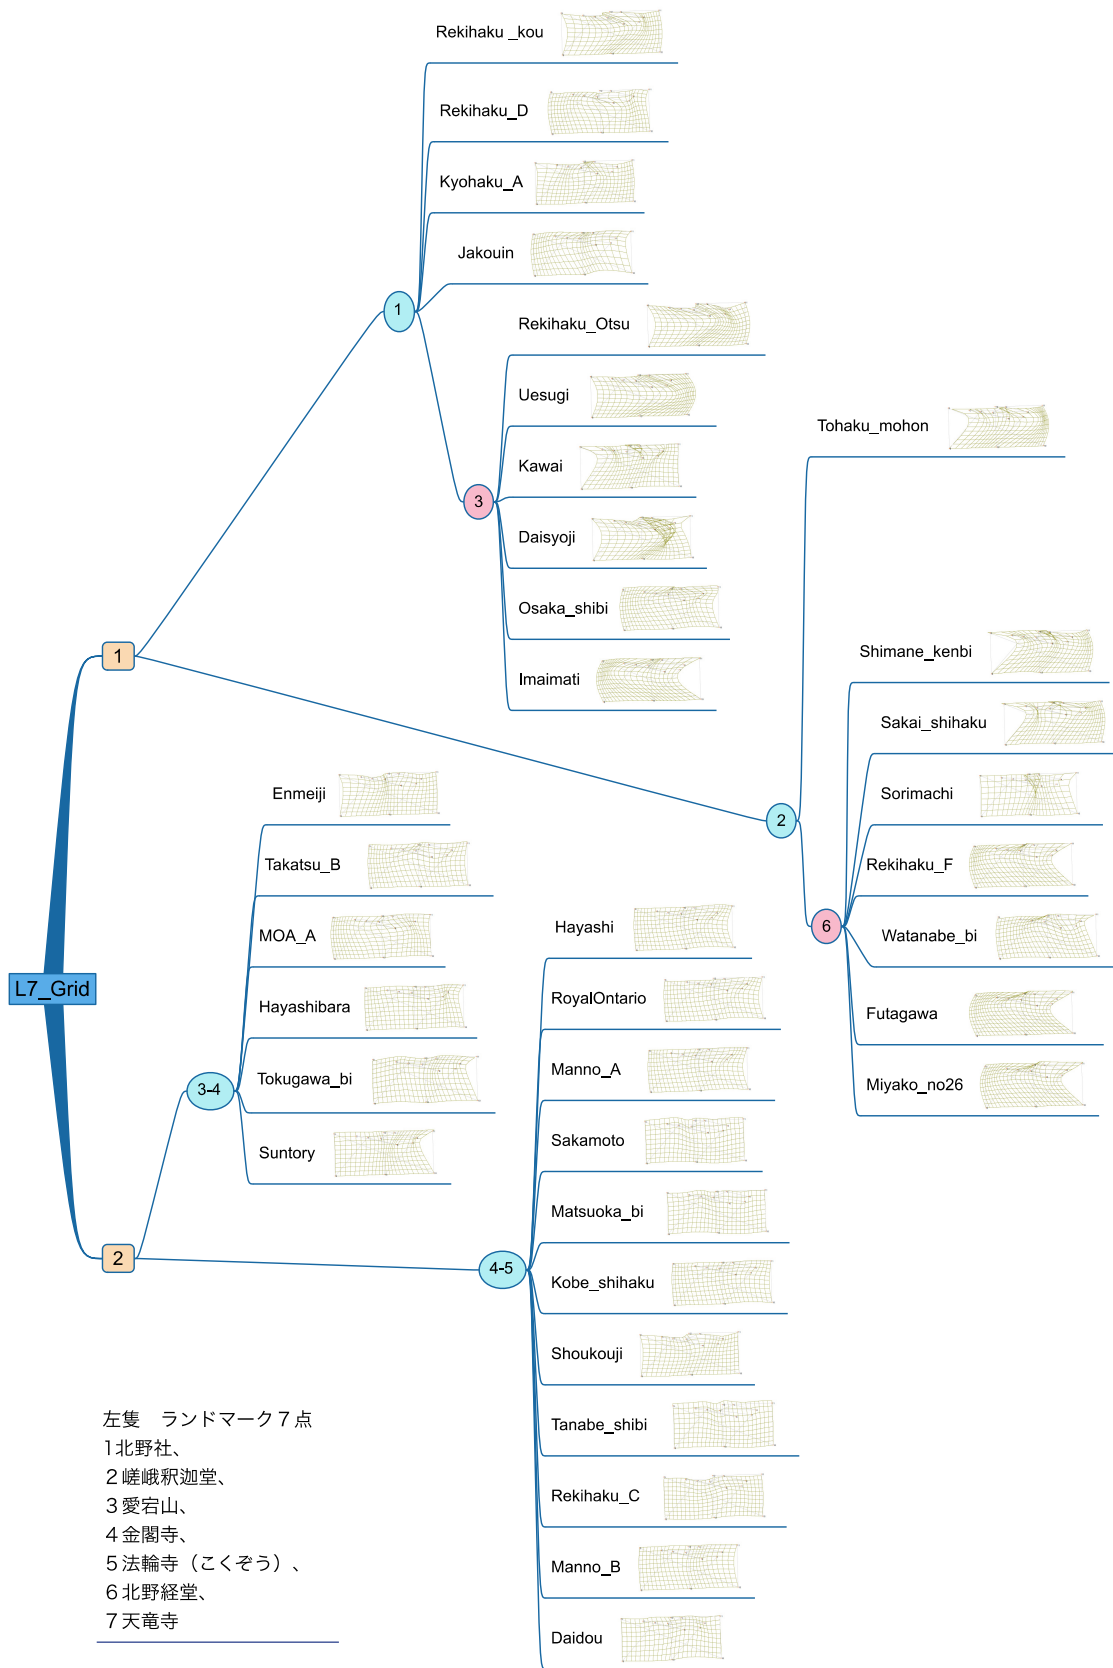 Rekihaku _kou
Rekihaku_D
Kyohaku_A
Jakouin
1
Rekihaku_Otsu
Uesugi
Kawai
3
Daisyoji
Osaka_shibi
Imaimati
Tohaku_mohon
1
Shimane_kenbi
Sakai_shihaku
Sorimachi
2
Rekihaku_F
6
Watanabe_bi
Futagawa
Miyako_no26
L7_Grid
Enmeiji
Takatsu_B
MOA_A
Hayashibara
3-4
Tokugawa_bi
Suntory
2
Hayashi
RoyalOntario
Manno_A
Sakamoto
Matsuoka_bi
4-5
Kobe_shihaku
Shoukouji
Tanabe_shibi
Rekihaku_C
Manno_B
Daidou
左隻　ランドマーク７点
1北野社、
２嵯峨釈迦堂、
３愛宕山、
４金閣寺、
５法輪寺（こくぞう）、
６北野経堂、
７天竜寺